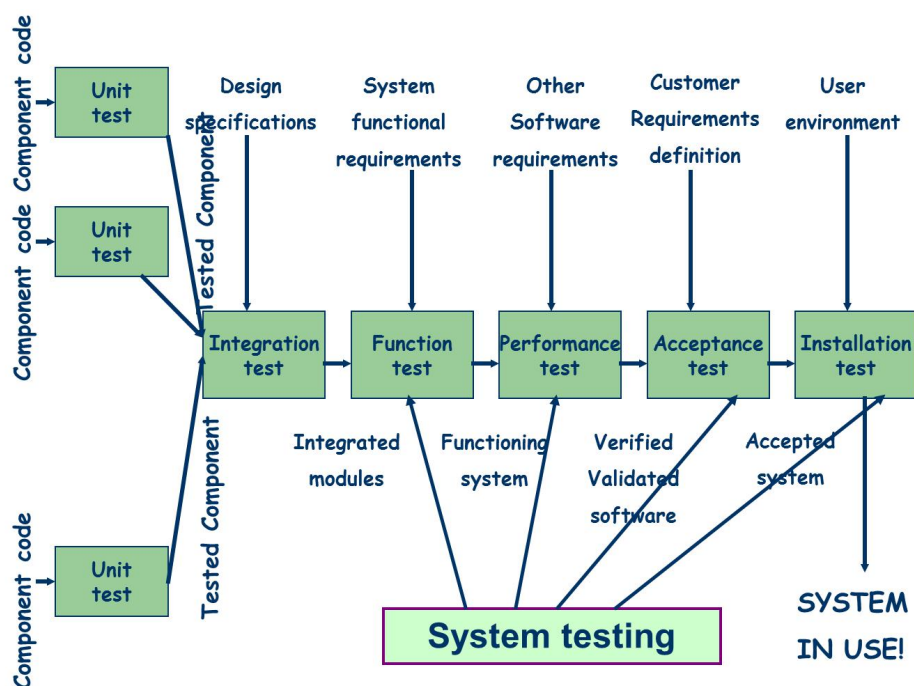 Component code
Unit
test
Component code
Unit
test
Component code
Unit
test
Tested Component
Tested Component
Design
specifications
System
functional
requirements
Other
Software
requirements
Customer
Requirements
definition
User
environment
Integration
test
Function
test
Performance
test
Acceptance
test
Installation
test
Integrated
modules
Functioning
system
Verified
Validated
software
Accepted
system
System testing
SYSTEM
IN USE!